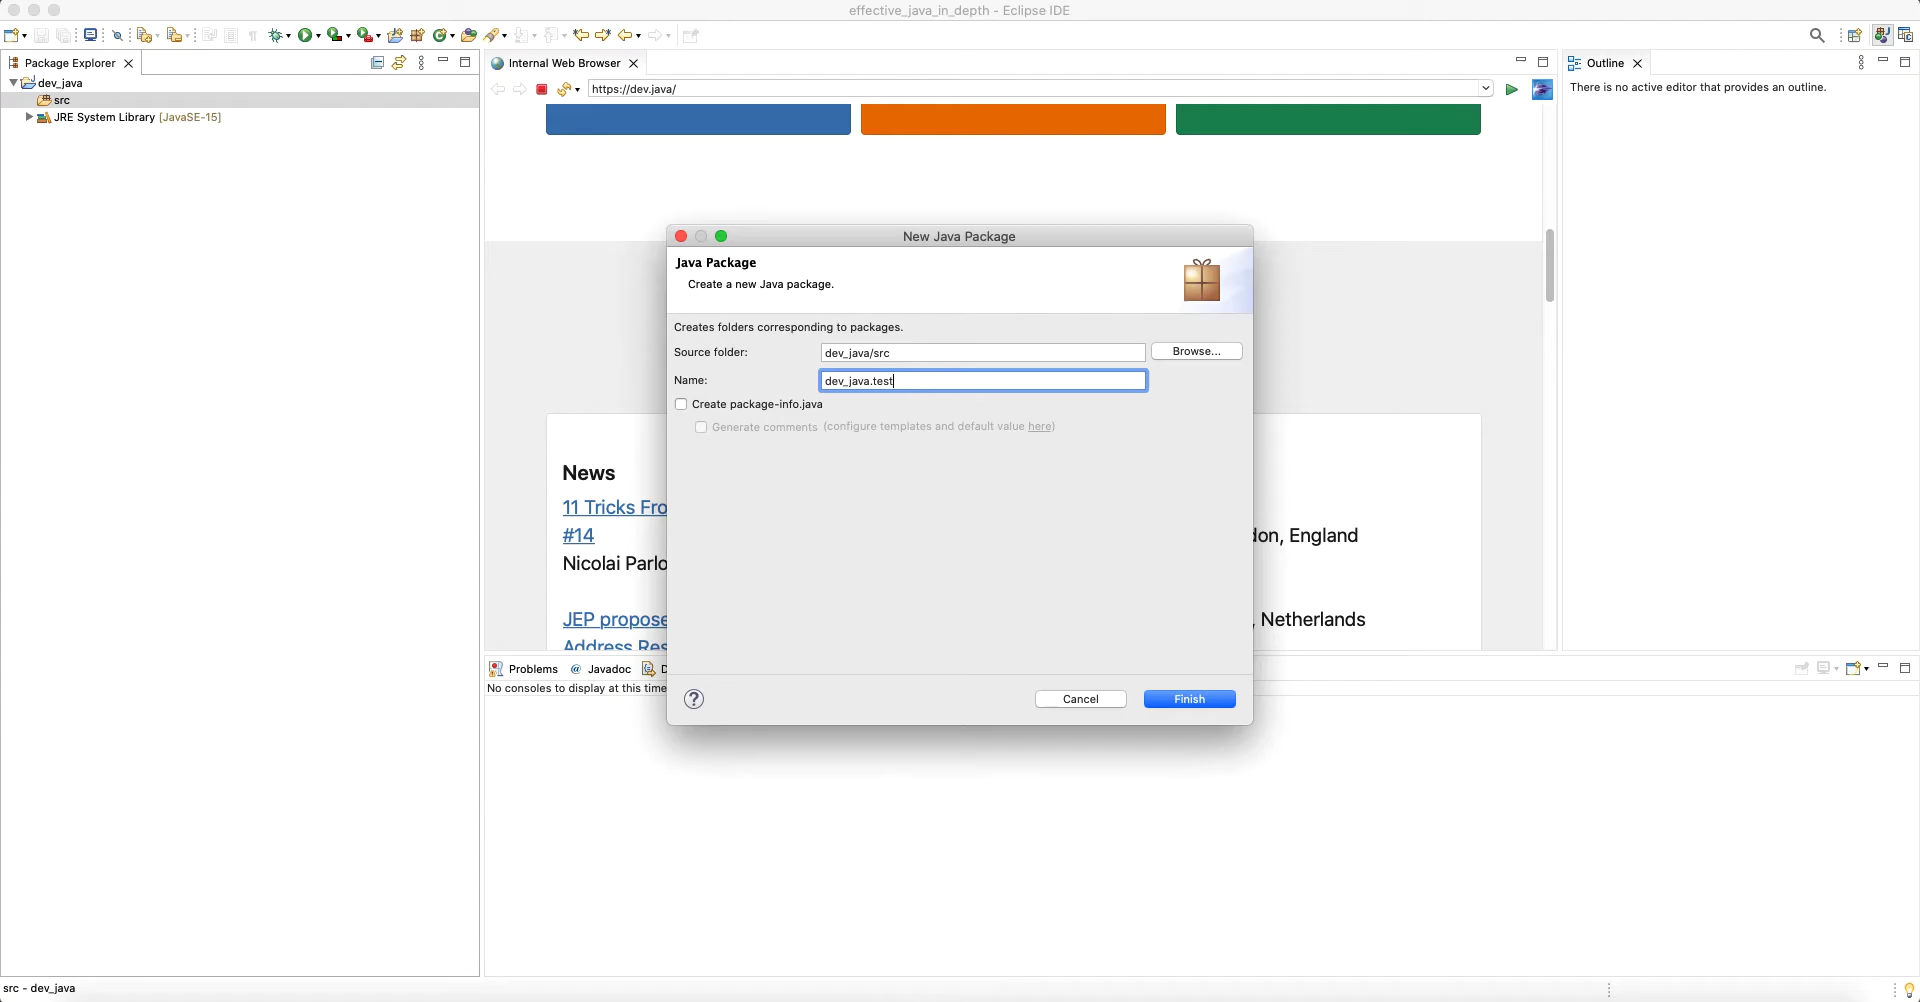 effective_java_in_depth - Eclipse IDE
Package Explorer
dev_java
src
JRE System Library [JavaSE-15]
Internal Web Browser
https://dev.java/
News
11 Tricks Fro
#14
Nicolai Parlo
JEP propose
Address Res
don, England
, Netherlands
New Java Package
Java Package
Create a new Java package.
Creates folders corresponding to packages.
Source folder:
dev_java/src
Browse...
Name:
dev_java.test
Create package-info.java
Generate comments (configure templates and default value here)
?
Cancel
Finish
Outline
There is no active editor that provides an outline.
Problems
@ Javadoc
D
No consoles to display at this time
src - dev_java